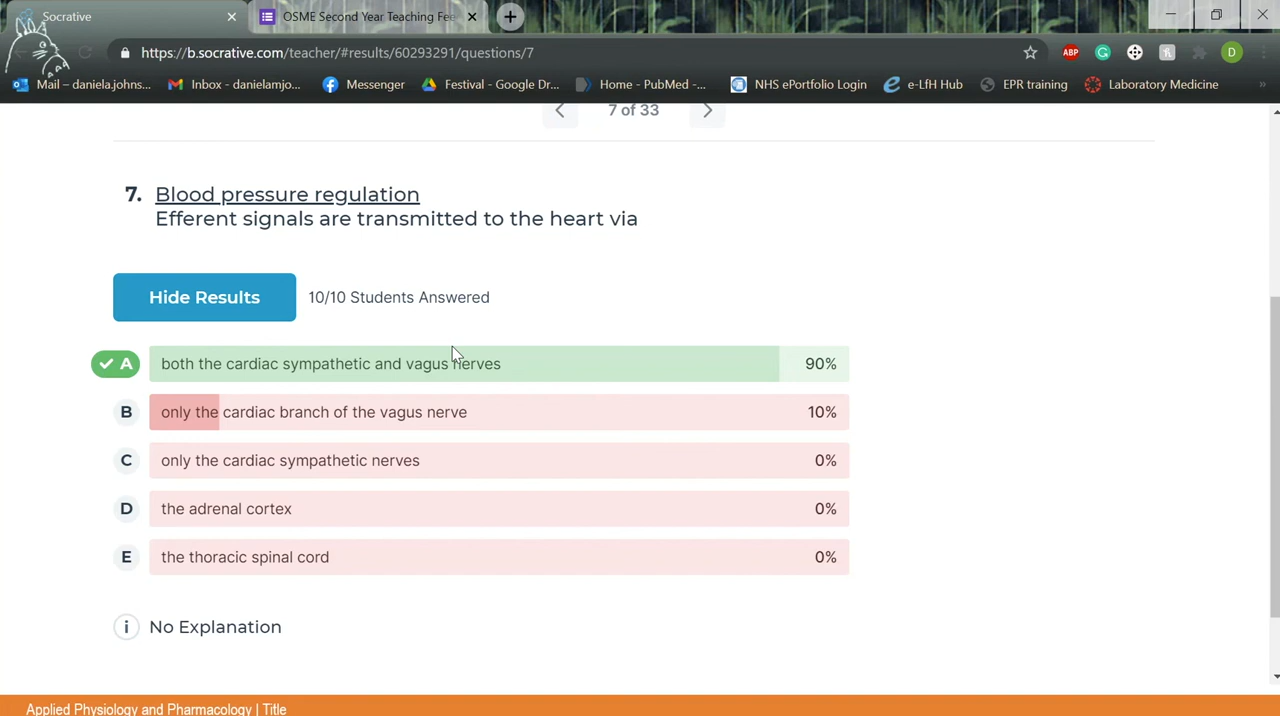 Socrative
OSME Second Year Teaching Fee
https://b.socrative.com/teacher/#results/60293291/questions/7
ABP
D
Mail – daniela.johns...
Inbox - danielamjo...
Messenger
Festival - Google Dr...
Home - PubMed -...
NHS ePortfolio Login
e-LfH Hub
EPR training
Laboratory Medicine
7 of 33
7. Blood pressure regulation
Efferent signals are transmitted to the heart via
Hide Results
10/10 Students Answered
A both the cardiac sympathetic and vagus nerves 90%
B only the cardiac branch of the vagus nerve 10%
C only the cardiac sympathetic nerves 0%
D the adrenal cortex 0%
E the thoracic spinal cord 0%
i No Explanation
Applied Physiology and Pharmacology | Title